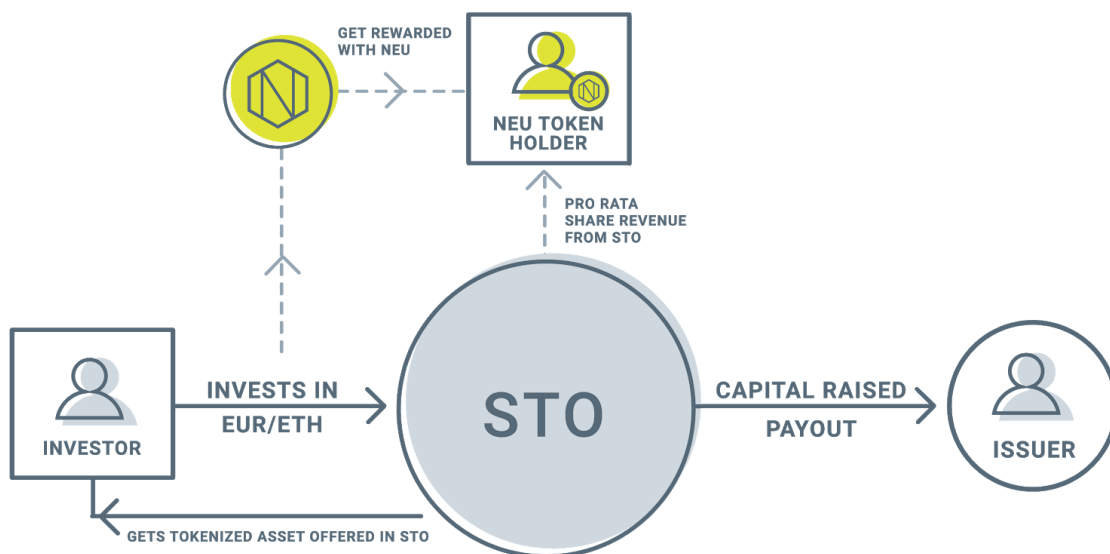 GET REWARDED
WITH NEU
NEU TOKEN
HOLDER
PRO RATA
SHARE REVENUE
FROM STO
INVESTOR
INVESTS IN
EUR/ETH
STO
CAPITAL RAISED
PAYOUT
ISSUER
GETS TOKENIZED ASSET OFFERED IN STO